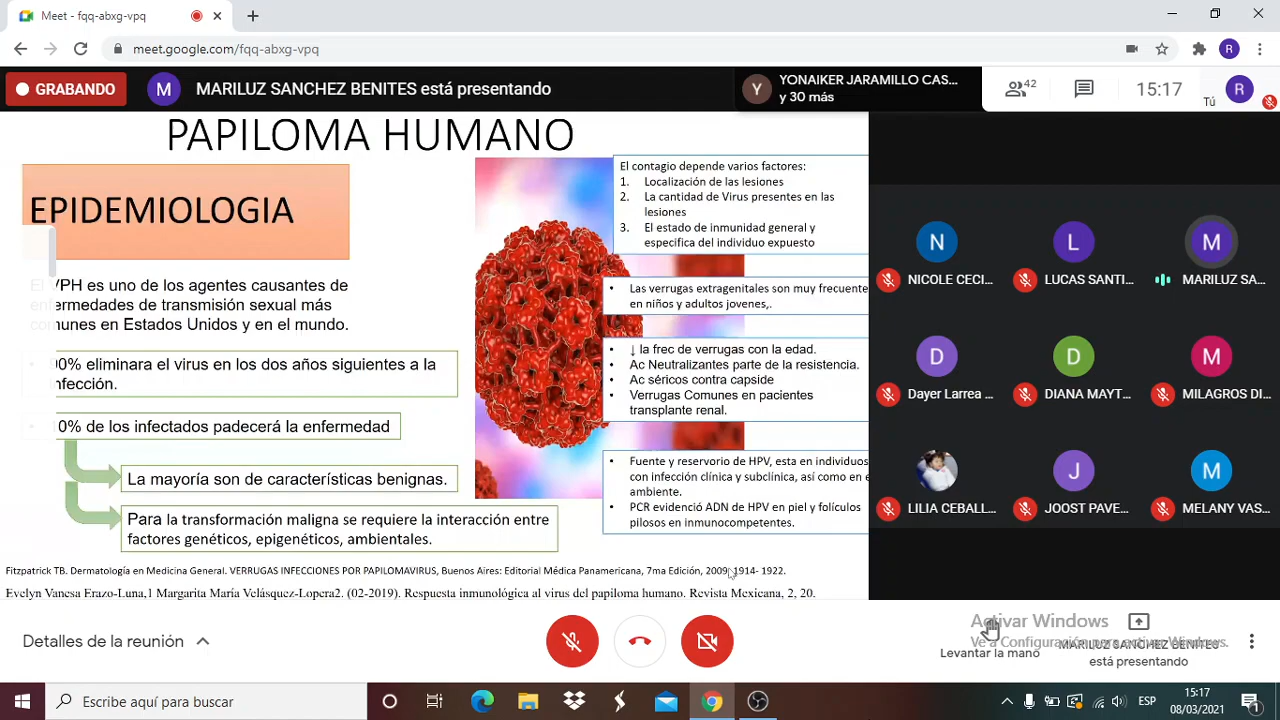 Meet - fqq-abxg-vpq
meet.google.com/fqq-abxg-vpq
R
GRABANDO
M
MARILUZ SANCHEZ BENITES está presentando
Y
YONAIKER JARAMILLO CAS...
y 30 más
42
15:17
Tú
R
PAPILOMA HUMANO
EPIDEMIOLOGIA
El VPH es uno de los agentes causantes de
enfermedades de transmisión sexual más
comunes en Estados Unidos y en el mundo.
• 90% eliminara el virus en los dos años siguientes a la
infección.
• 10% de los infectados padecerá la enfermedad
La mayoría son de características benignas.
Para la transformación maligna se requiere la interacción entre
factores genéticos, epigenéticos, ambientales.
El contagio depende varios factores:
1. Localización de las lesiones
2. La cantidad de Virus presentes en las
lesiones
3. El estado de inmunidad general y
especifica del individuo expuesto
• Las verrugas extragenitales son muy frecuente
en niños y adultos jovenes,.
↓ la frec de verrugas con la edad.
Ac Neutralizantes parte de la resistencia.
Ac séricos contra capside
Verrugas Comunes en pacientes
transplante renal.
• Fuente y reservorio de HPV, esta en individuos
con infección clínica y subclínica, así como en e
ambiente.
• PCR evidenció ADN de HPV en piel y folículos
pilosos en inmunocompetentes.
Fitzpatrick TB. Dermatología en Medicina General. VERRUGAS INFECCIONES POR PAPILOMAVIRUS, Buenos Aires: Editorial Médica Panamericana, 7ma Edición, 2009; 1914- 1922.
Evelyn Vanesa Erazo-Luna,1 Margarita María Velásquez-Lopera2. (02-2019). Respuesta inmunológica al virus del papiloma humano. Revista Mexicana, 2, 20.
N
NICOLE CECI...
L
LUCAS SANTI...
M
MARILUZ SA...
D
Dayer Larrea ...
D
DIANA MAYT...
M
MILAGROS DI...
LILIA CEBALL...
J
JOOST PAVE...
M
MELANY VAS...
Detalles de la reunión
Activar Windows
Ve a Configuración para activar Windows.
Levantar la mano
MARILUZ SANCHEZ BENITES
está presentando
Escribe aquí para buscar
ESP
15:17
08/03/2021
1